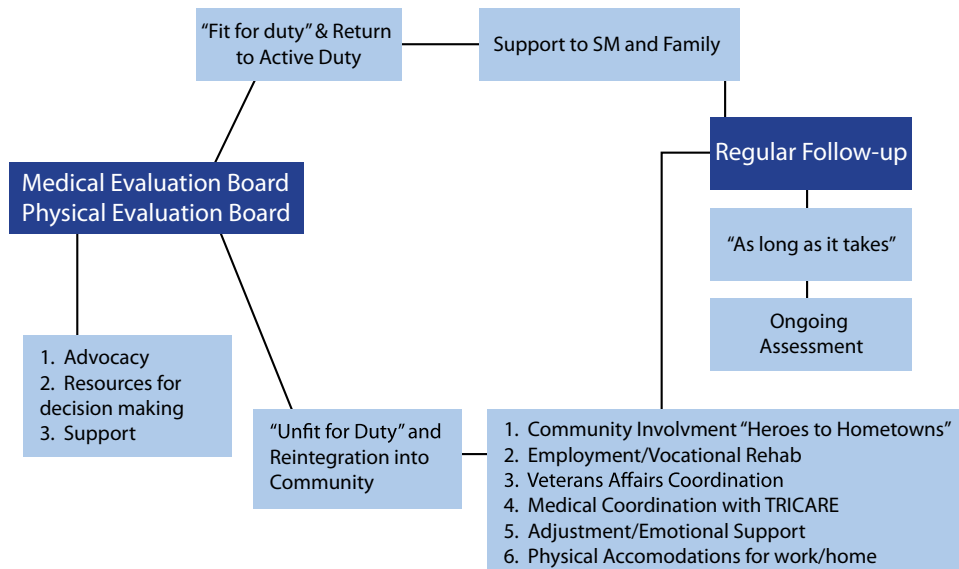 “Fit for duty” & Return
to Active Duty
Support to SM and Family
Medical Evaluation Board
Physical Evaluation Board
Regular Follow-up
“As long as it takes”
Ongoing
Assessment
1. Advocacy
2. Resources for
decision making
3. Support
“Unfit for Duty” and
Reintegration into
Community
1. Community Involvment “Heroes to Hometowns”
2. Employment/Vocational Rehab
3. Veterans Affairs Coordination
4. Medical Coordination with TRICARE
5. Adjustment/Emotional Support
6. Physical Accomodations for work/home